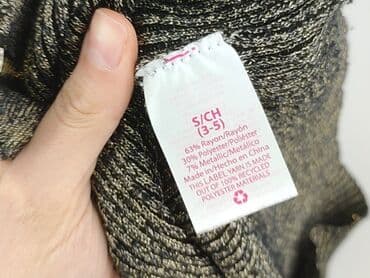 S/CH
(3-5)
63% Rayon/Rayón
30% Polyester/Poliéster
7% Metallic/Metálico
Made in/Hecho en China
THIS LABEL YARN IS MADE
OUT OF 100% RECYCLED
POLYESTER MATERIALS